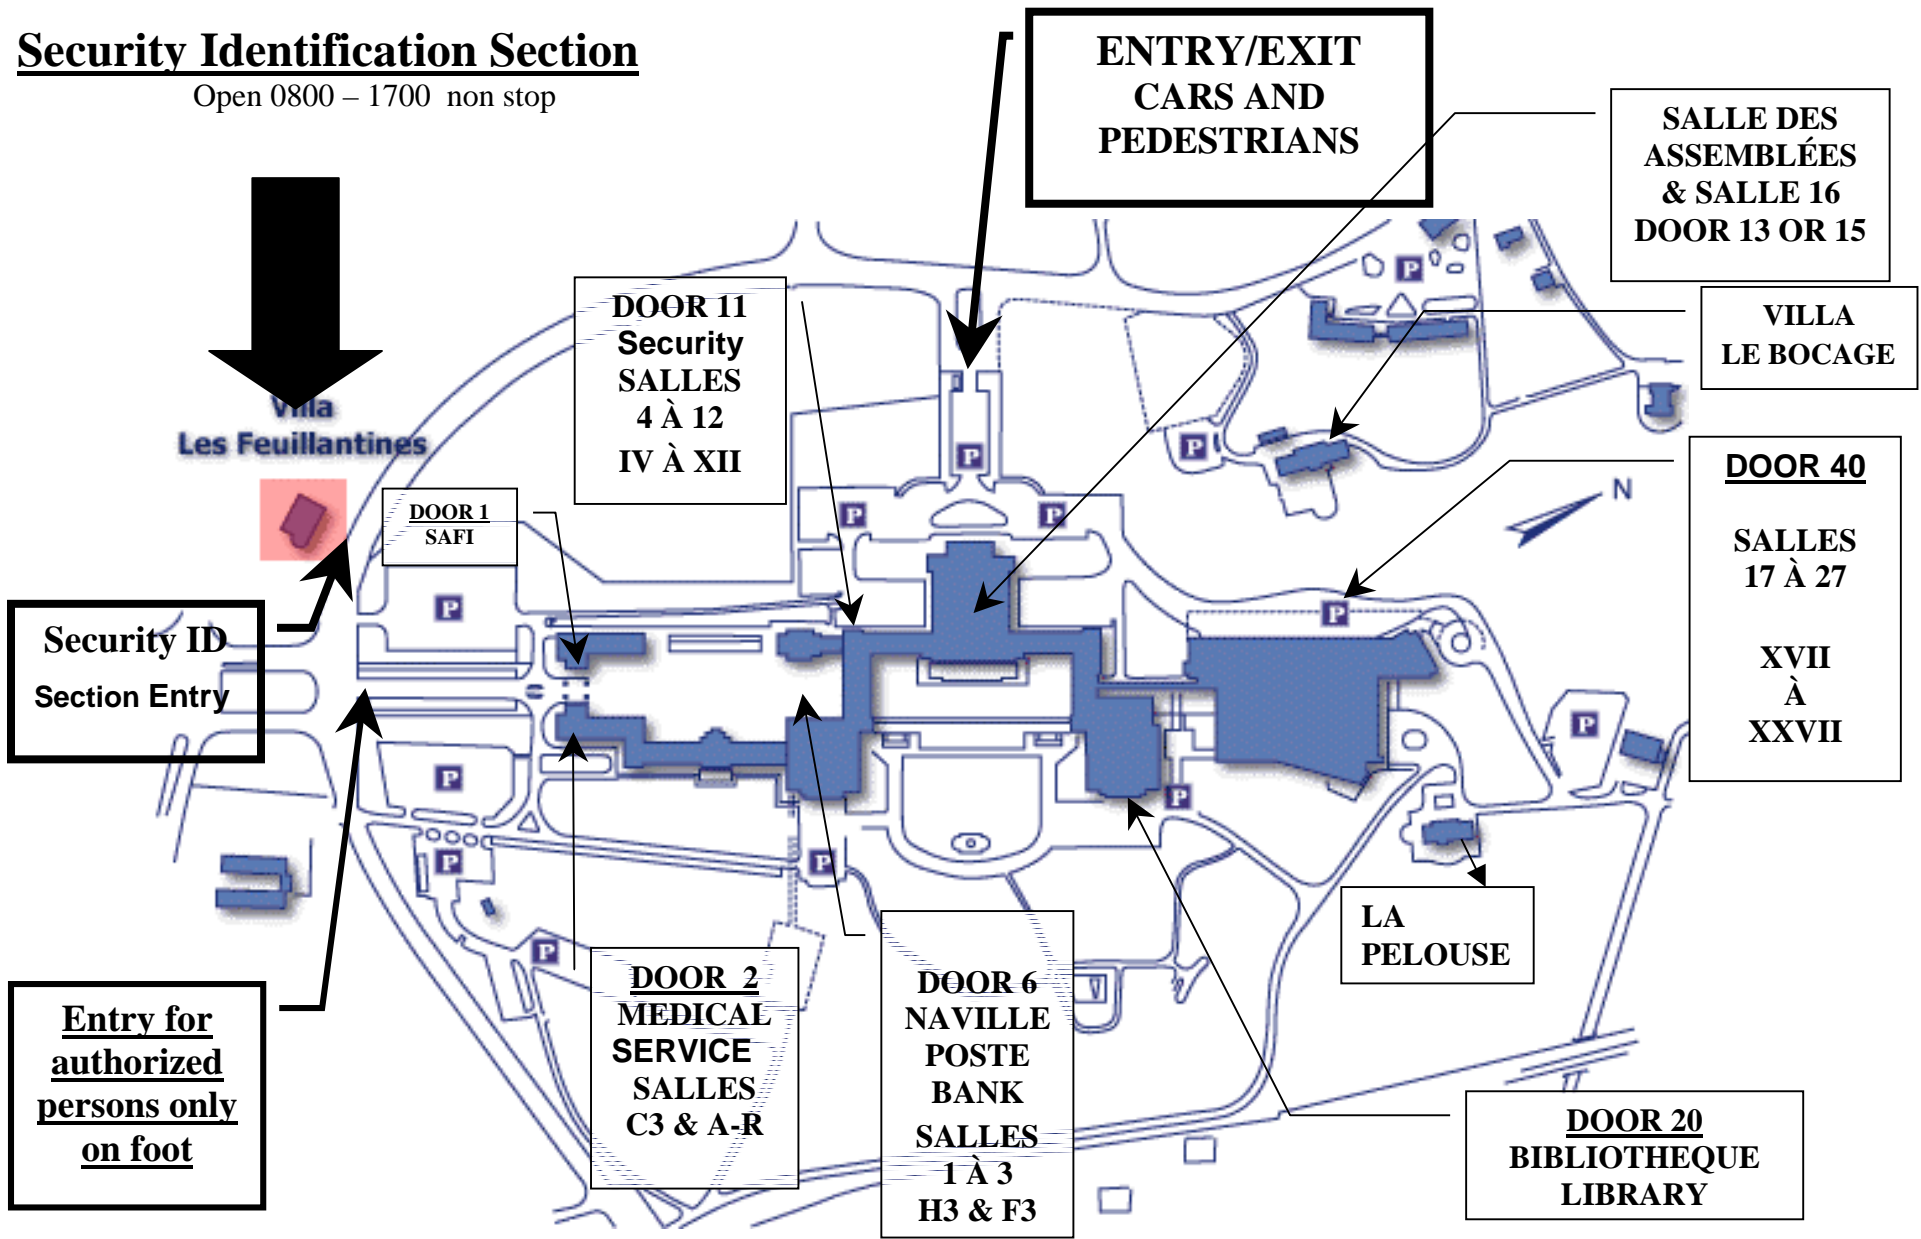 Security Identification Section
Open 0800 – 1700 non stop
ENTRY/EXIT
CARS AND
PEDESTRIANS
SALLE DES
ASSEMBLÉES
& SALLE 16
DOOR 13 OR 15
VILLA
LE BOCAGE
DOOR 11
Security
SALLES
4 À 12
IV À XII
Villa
Les Feuillantines
DOOR 1
SAFI
DOOR 40
SALLES
17 À 27
XVII
À
XXVII
N
P
P
P
P
P
P
P
P
P
P
P
P
P
Security ID
Section Entry
Entry for
authorized
persons only
on foot
DOOR 2
MEDICAL
SERVICE
SALLES
C3 & A-R
DOOR 6
NAVILLE
POSTE
BANK
SALLES
1 À 3
H3 & F3
LA
PELOUSE
DOOR 20
BIBLIOTHEQUE
LIBRARY